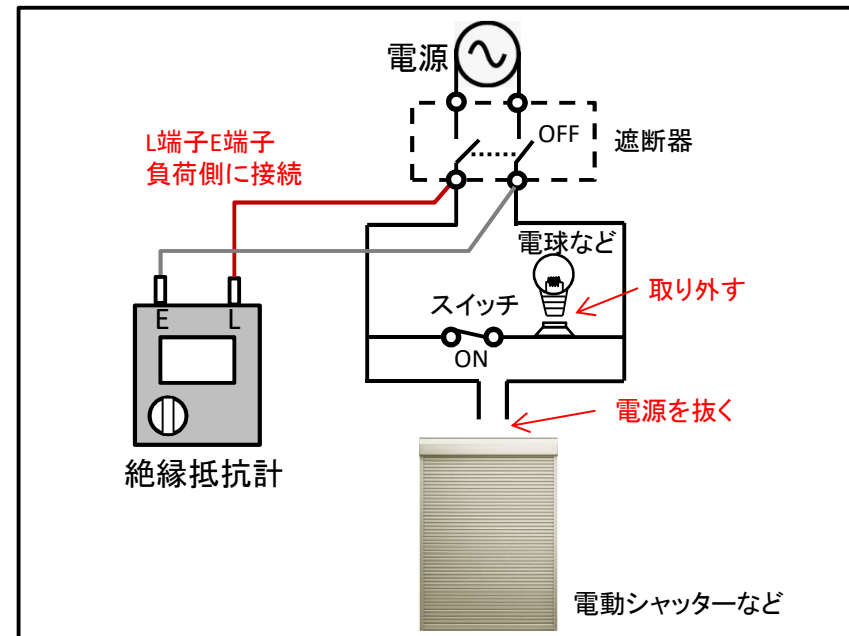 電源
OFF
遮断器
L端子E端子
負荷側に接続
電球など
取り外す
スイッチ
E
L
ON
電源を抜く
絶縁抵抗計
電動シャッターなど